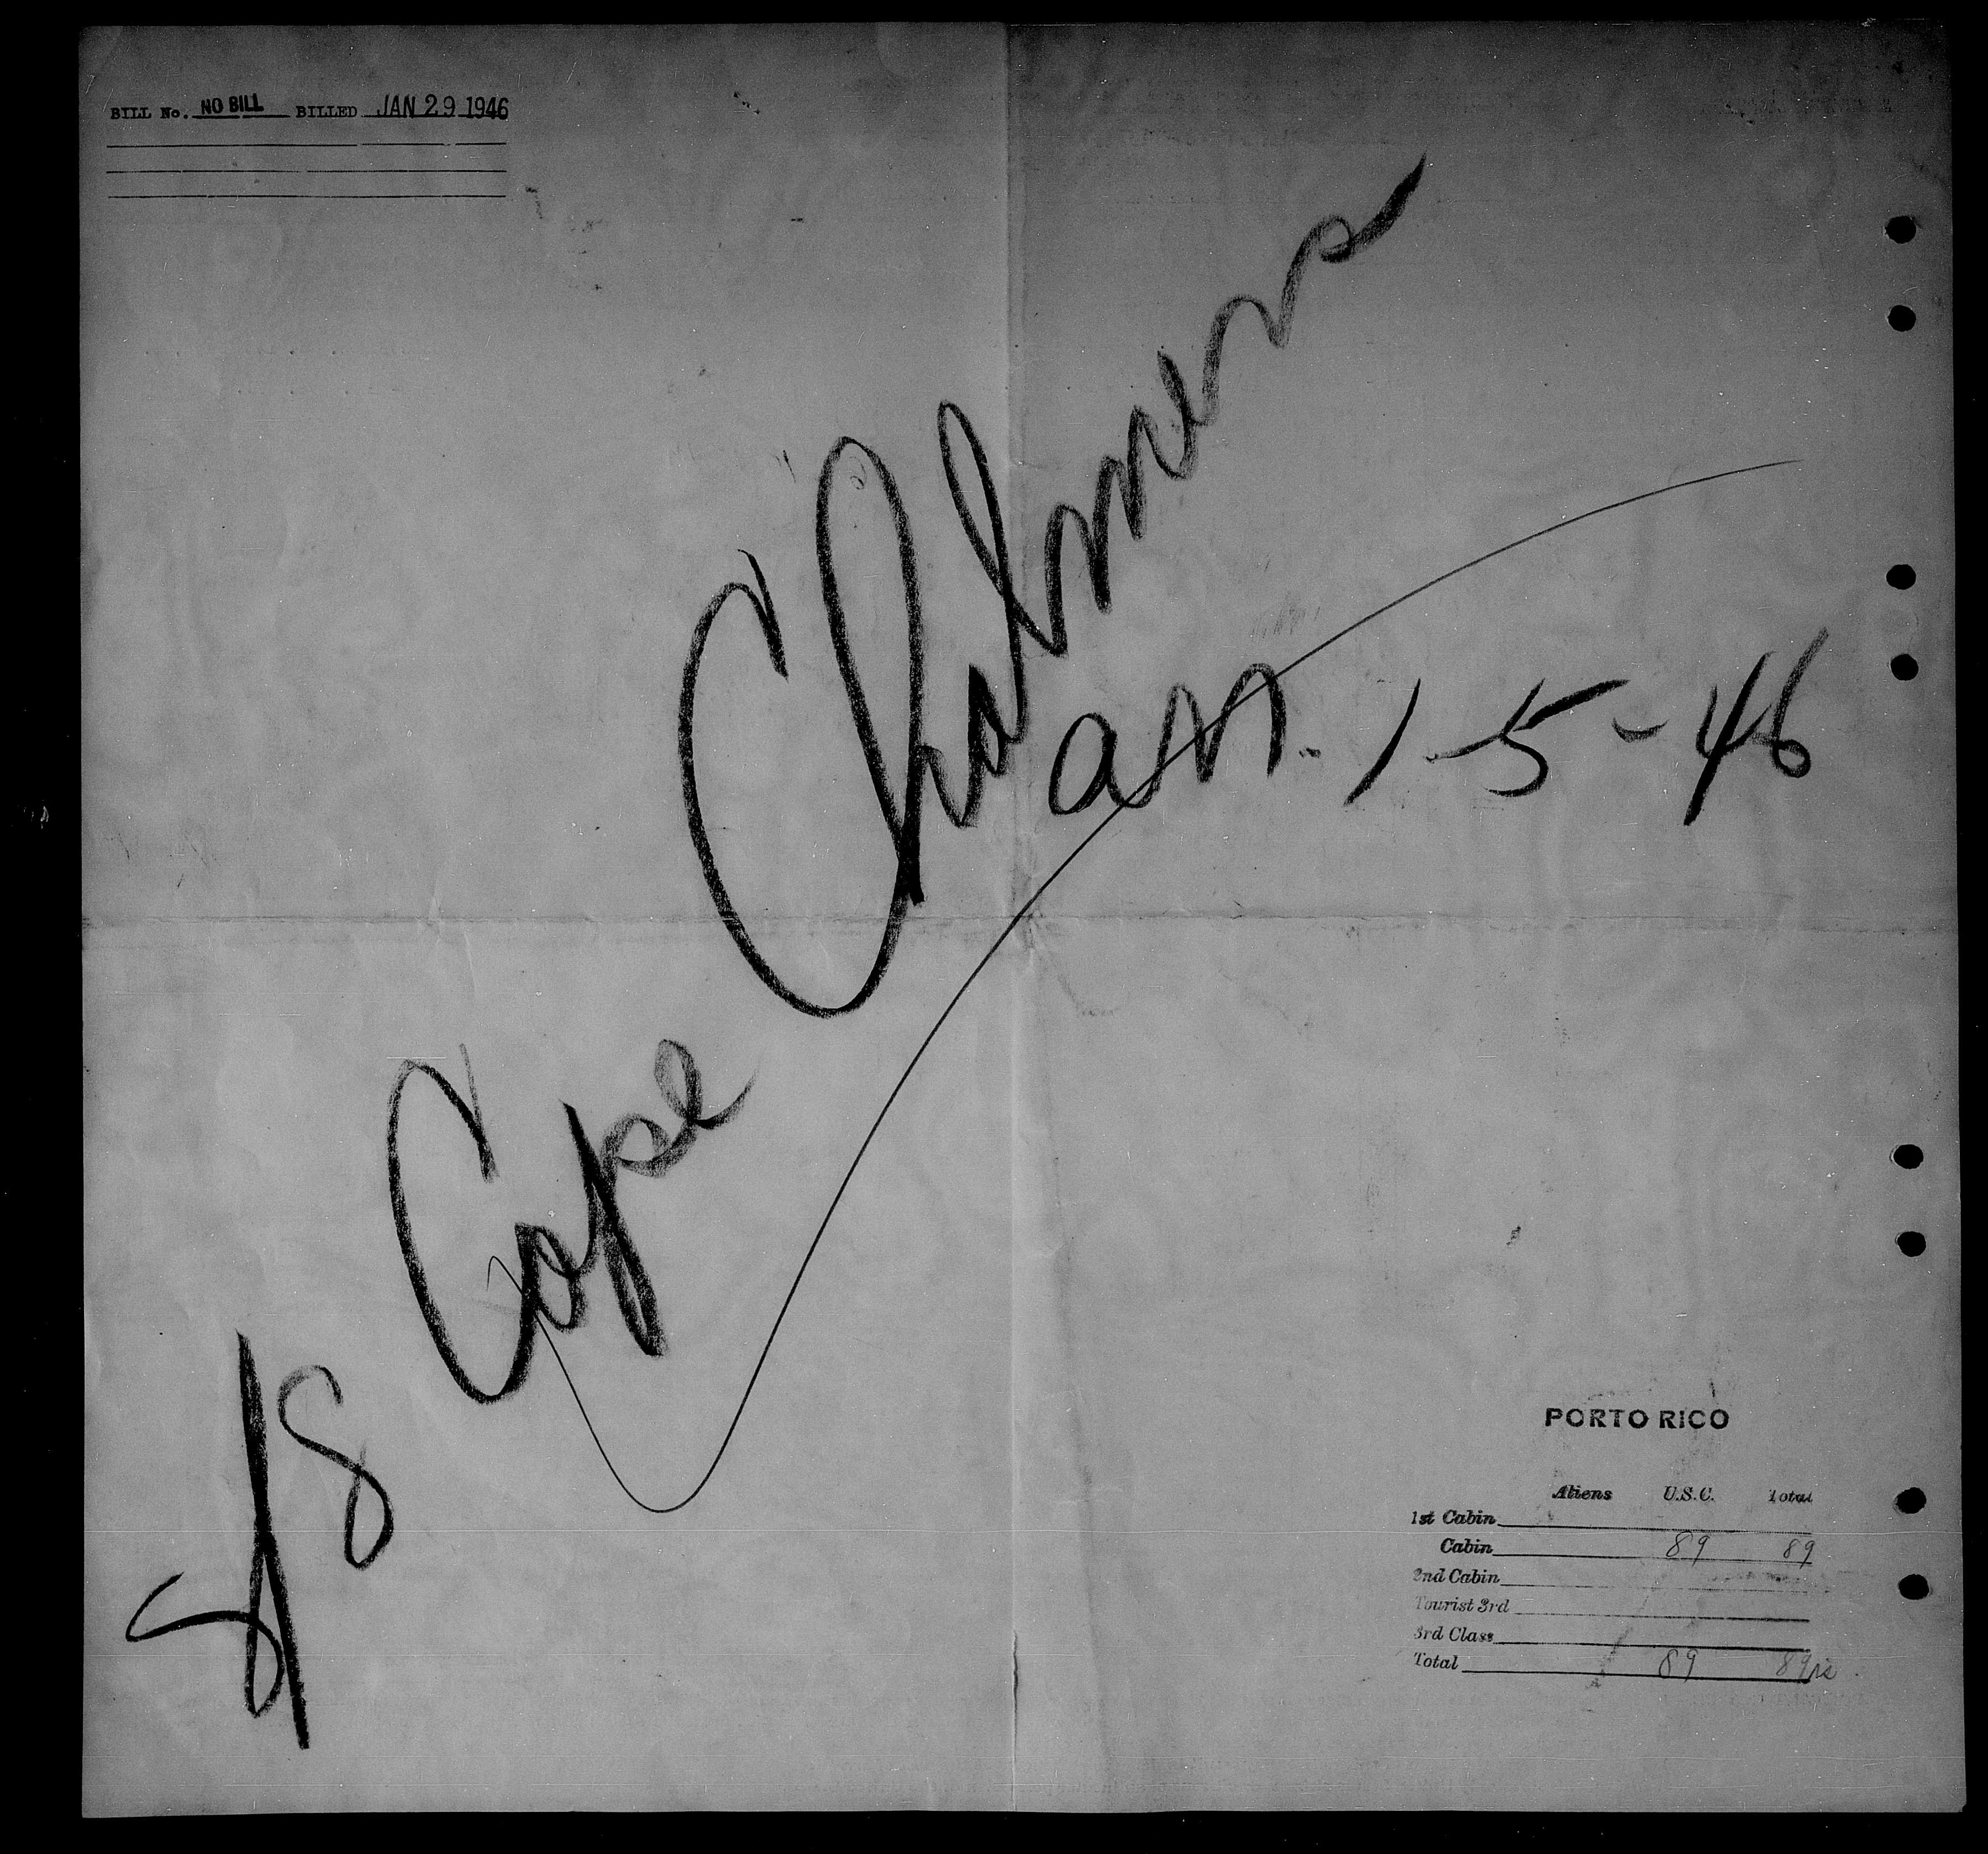 BILL No. NO BILL BILLED JAN 29 1946
S/S Cape Chalmers
arr. 1-5-46
PORTO RICO
Aliens U.S.C. Total
1st Cabin
Cabin 89 89
2nd Cabin
Tourist 3rd
3rd Class
Total 89 89